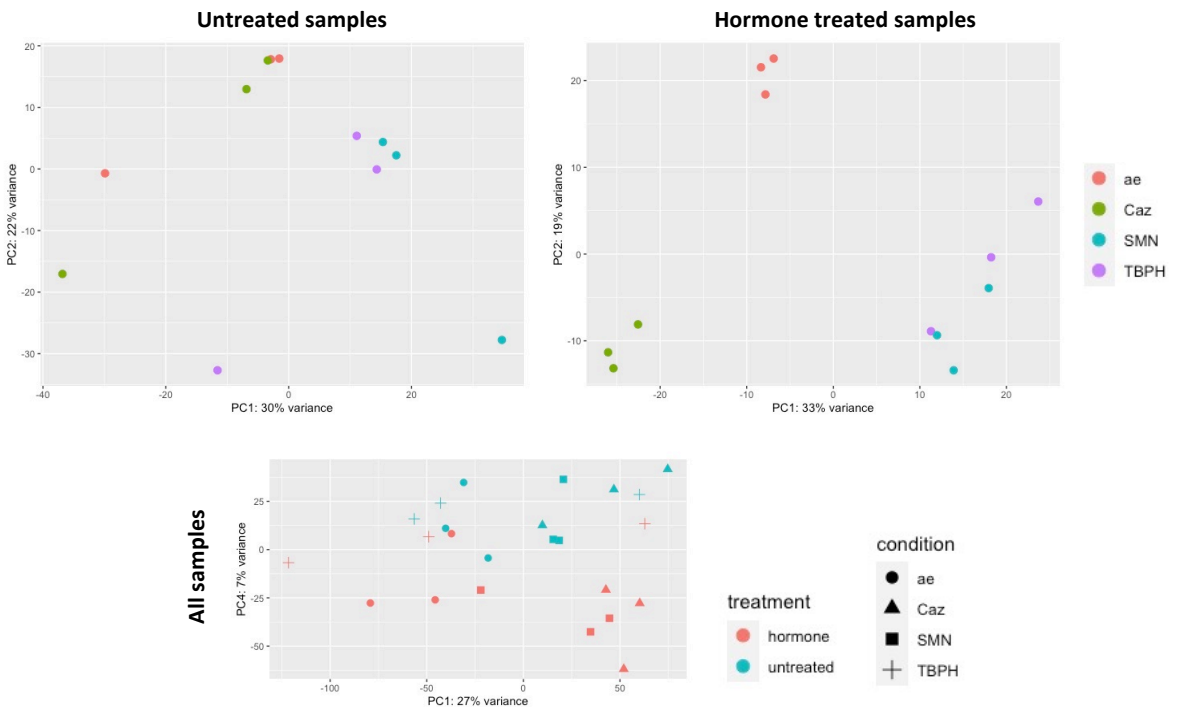 Untreated samples
Hormone treated samples
20
10
0
-10
-20
-30
-40
-20
0
20
PC2: 22% variance
PC1: 30% variance
20
10
0
-10
-20
-10
0
10
20
PC2: 19% variance
PC1: 33% variance
ae
Caz
SMN
TBPH
All samples
25
0
-25
-50
-100
-50
0
50
PC4: 7% variance
PC1: 27% variance
treatment
hormone
untreated
condition
ae
Caz
SMN
TBPH